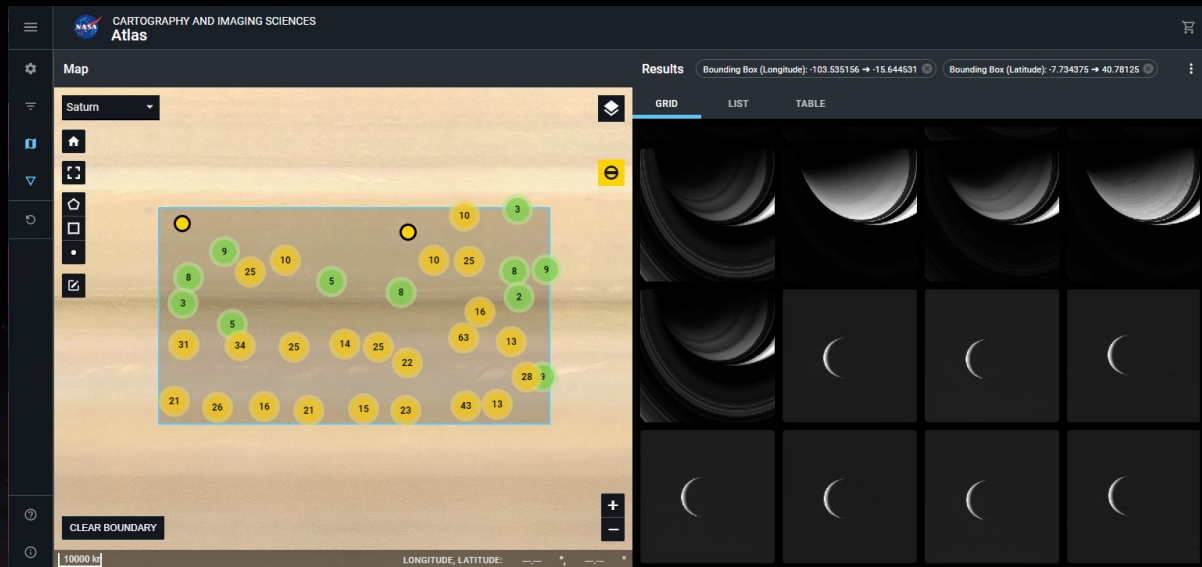 NASA
CARTOGRAPHY AND IMAGING SCIENCES
Atlas
Map
Saturn
10
3
9
25
10
10
25
8
9
8
5
8
3
2
5
16
31
34
25
14
25
63
13
22
28
9
21
26
16
21
15
23
43
13
CLEAR BOUNDARY
10000 km
LONGITUDE, LATITUDE: --.-- °, --.-- °
Results
Bounding Box (Longitude): -103.535156 ➔ -15.644531
Bounding Box (Latitude): -7.734375 ➔ 40.78125
GRID
LIST
TABLE